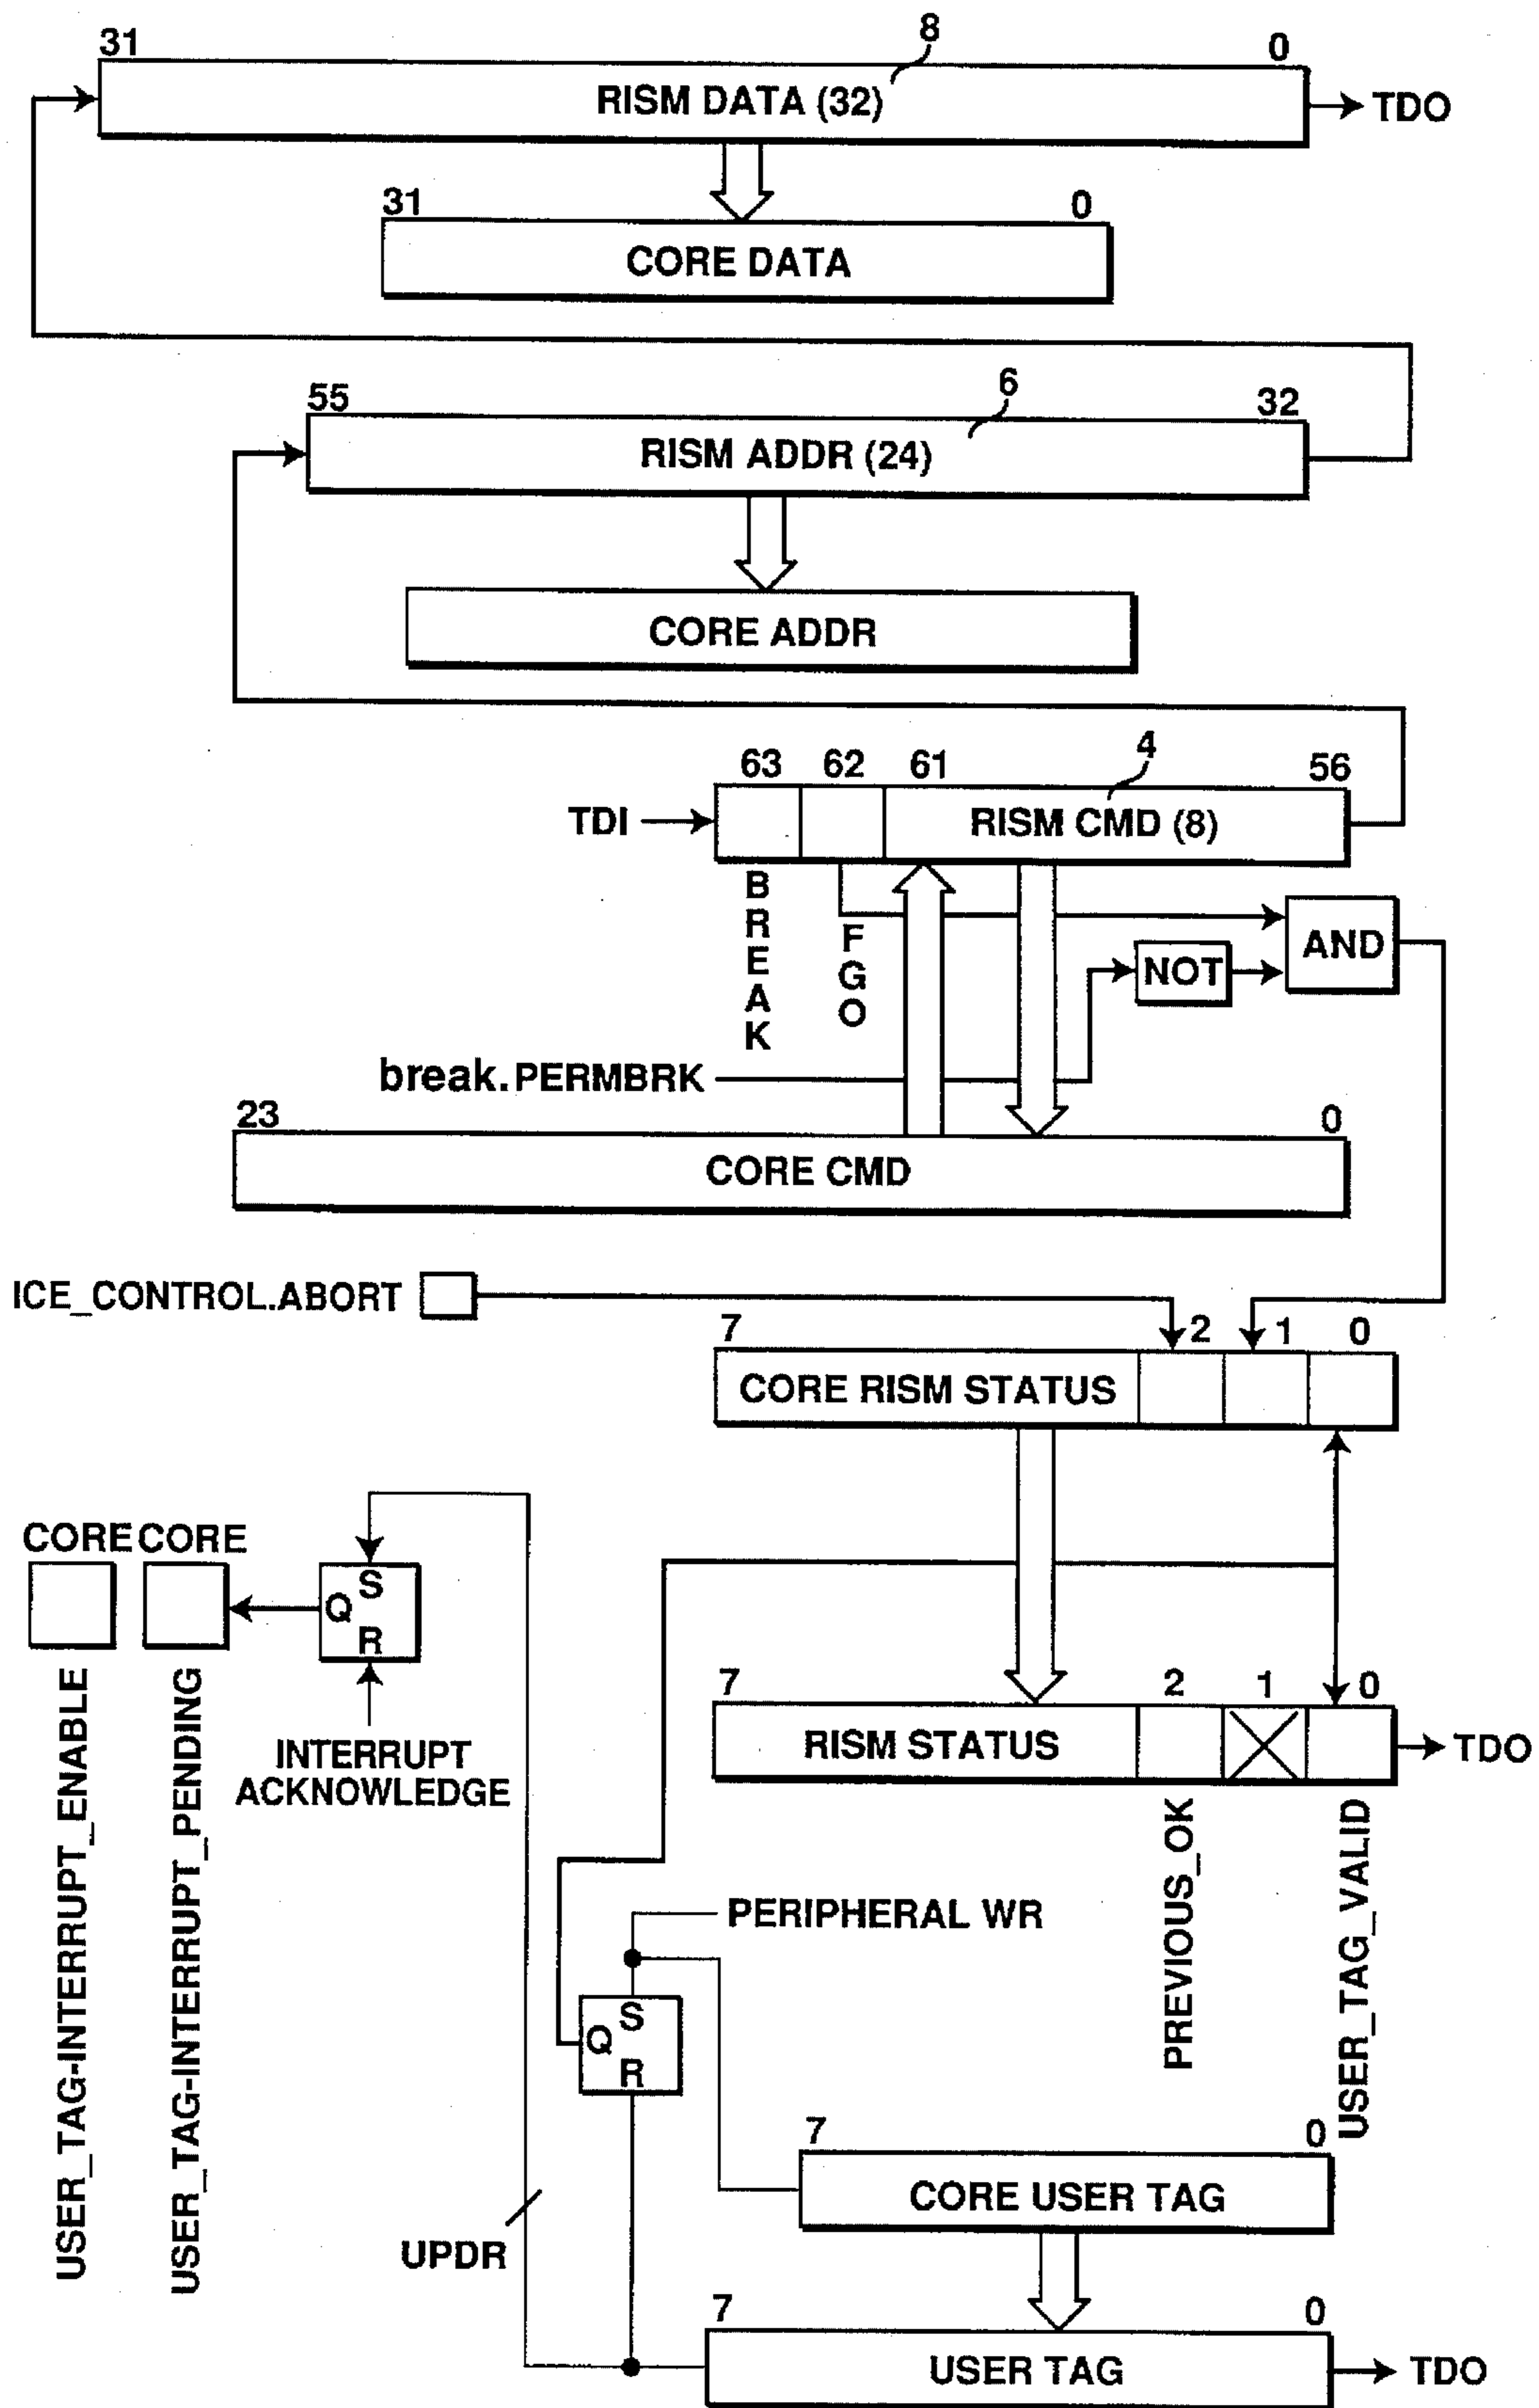 31 8 0
RISM DATA (32)
TDO
31 0
CORE DATA
55 6 32
RISM ADDR (24)
CORE ADDR
63 62 61 4 56
TDI
RISM CMD (8)
BREAK
FGO
AND
NOT
break.PERMBRK
23 0
CORE CMD
ICE_CONTROL.ABORT
7 2 1 0
CORE RISM STATUS
CORE CORE
S
Q
R
USER_TAG-INTERRUPT_ENABLE
USER_TAG-INTERRUPT_PENDING
INTERRUPT
ACKNOWLEDGE
7 2 1 0
RISM STATUS
TDO
PREVIOUS_OK
USER_TAG_VALID
PERIPHERAL WR
S
Q
R
7 0
CORE USER TAG
UPDR
7 0
USER TAG
TDO